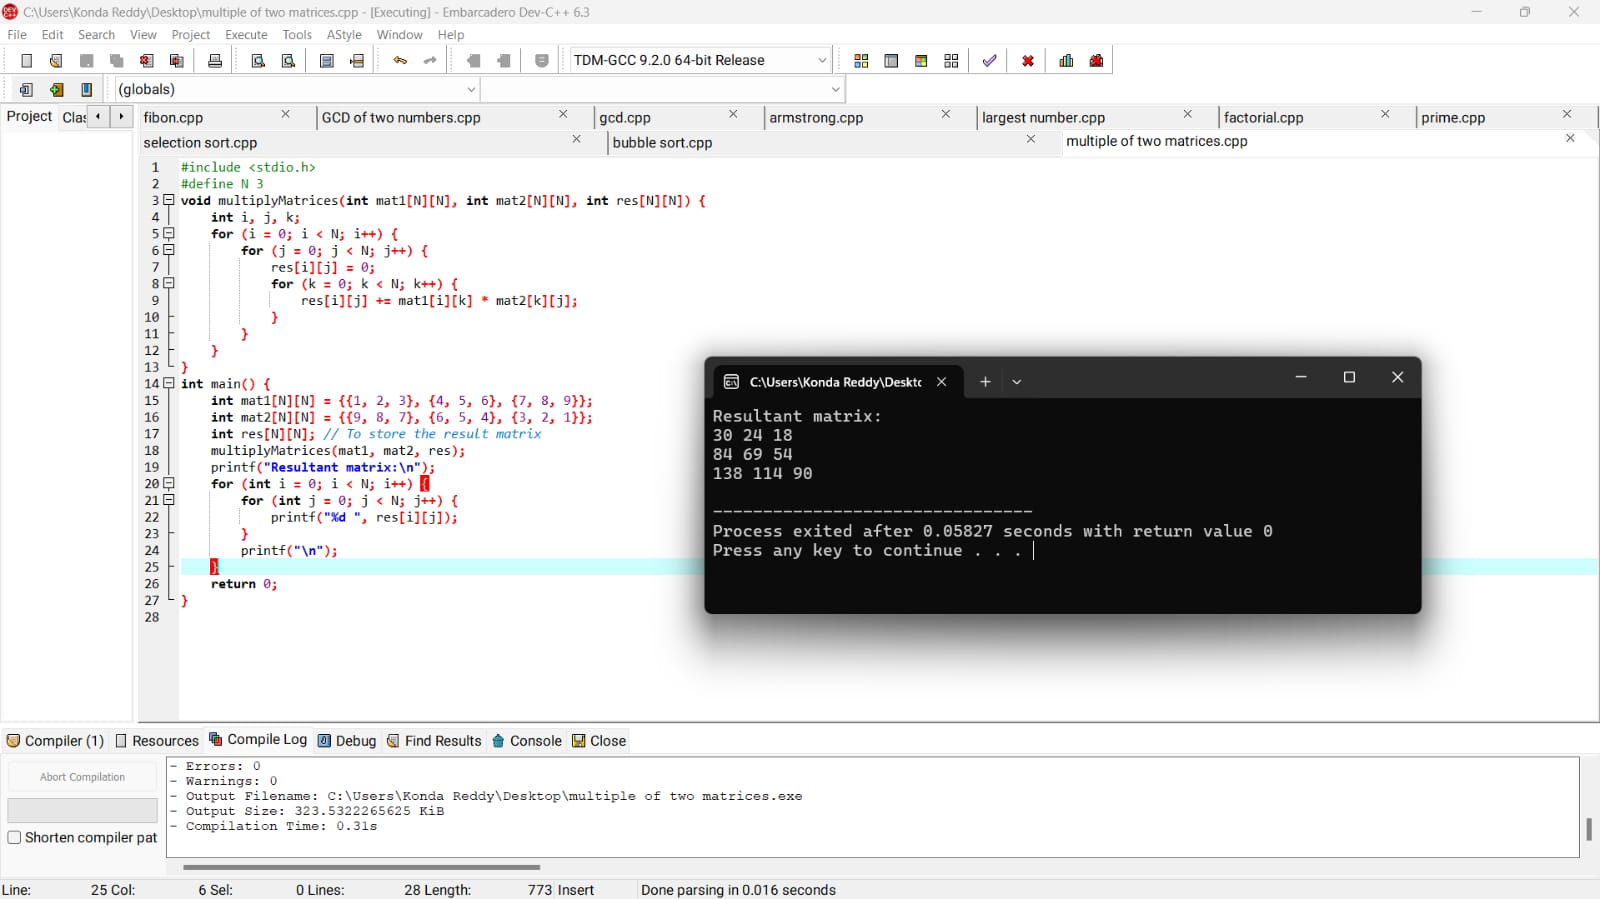 C:\Users\Konda Reddy\Desktop\multiple of two matrices.cpp - [Executing] - Embarcadero Dev-C++ 6.3
File Edit Search View Project Execute Tools AStyle Window Help
TDM-GCC 9.2.0 64-bit Release
(globals)
Project Clas
fibon.cpp GCD of two numbers.cpp gcd.cpp armstrong.cpp largest number.cpp factorial.cpp prime.cpp
selection sort.cpp bubble sort.cpp multiple of two matrices.cpp
1 #include <stdio.h>
2 #define N 3
3 void multiplyMatrices(int mat1[N][N], int mat2[N][N], int res[N][N]) {
4 int i, j, k;
5 for (i = 0; i < N; i++) {
6 for (j = 0; j < N; j++) {
7 res[i][j] = 0;
8 for (k = 0; k < N; k++) {
9 res[i][j] += mat1[i][k] * mat2[k][j];
10 }
11 }
12 }
13 }
14 int main() {
15 int mat1[N][N] = {{1, 2, 3}, {4, 5, 6}, {7, 8, 9}};
16 int mat2[N][N] = {{9, 8, 7}, {6, 5, 4}, {3, 2, 1}};
17 int res[N][N]; // To store the result matrix
18 multiplyMatrices(mat1, mat2, res);
19 printf("Resultant matrix:\n");
20 for (int i = 0; i < N; i++) {
21 for (int j = 0; j < N; j++) {
22 printf("%d ", res[i][j]);
23 }
24 printf("\n");
25 }
26 return 0;
27 }
28
C:\Users\Konda Reddy\Deskto
Resultant matrix:
30 24 18
84 69 54
138 114 90
--------------------------------
Process exited after 0.05827 seconds with return value 0
Press any key to continue . . .
Compiler (1) Resources Compile Log Debug Find Results Console Close
Abort Compilation
Shorten compiler pat
- Errors: 0
- Warnings: 0
- Output Filename: C:\Users\Konda Reddy\Desktop\multiple of two matrices.exe
- Output Size: 323.5322265625 KiB
- Compilation Time: 0.31s
Line: 25 Col: 6 Sel: 0 Lines: 28 Length: 773 Insert Done parsing in 0.016 seconds